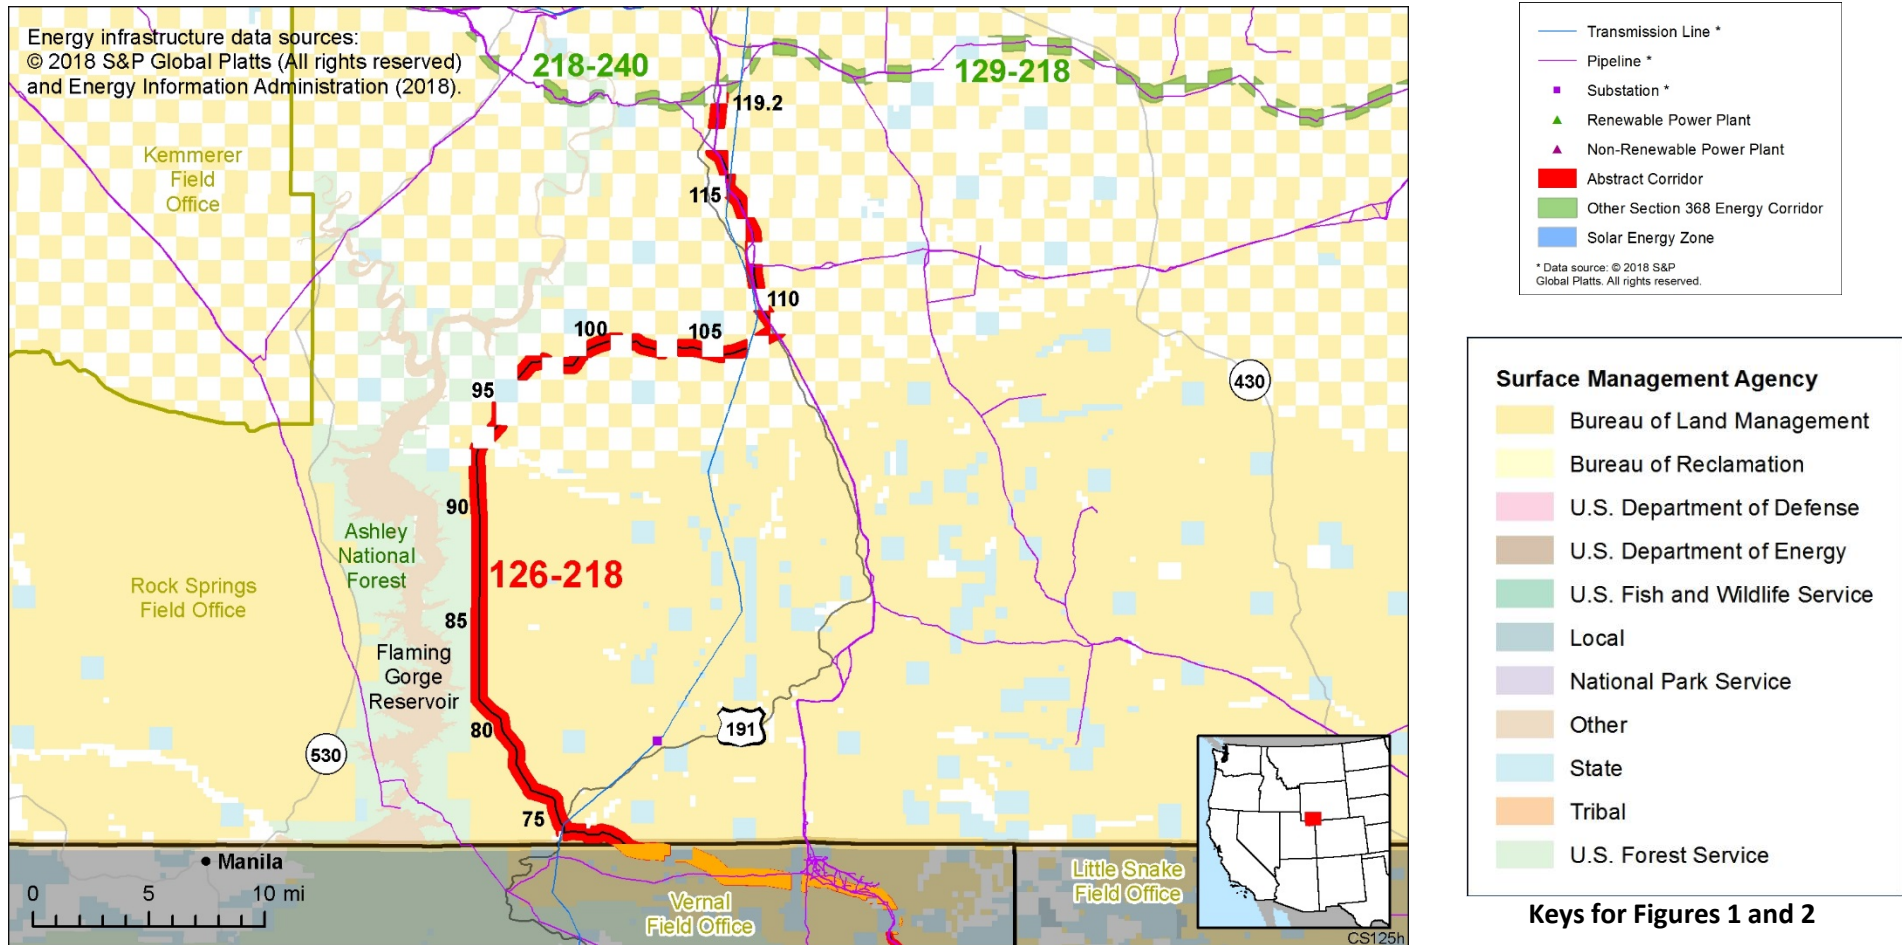 Energy infrastructure data sources:
© 2018 S&P Global Platts (All rights reserved)
and Energy Information Administration (2018).
218-240
129-218
119.2
Kemmerer
Field
Office
115
110
100
105
95
430
90
Ashley
National
Forest
126-218
Rock Springs
Field Office
85
Flaming
Gorge
Reservoir
80
191
530
75
Manila
0 5 10 mi
Vernal
Field Office
Little Snake
Field Office
CS125h
Transmission Line *
Pipeline *
Substation *
Renewable Power Plant
Non-Renewable Power Plant
Abstract Corridor
Other Section 368 Energy Corridor
Solar Energy Zone
* Data source: © 2018 S&P
Global Platts. All rights reserved.
Surface Management Agency
Bureau of Land Management
Bureau of Reclamation
U.S. Department of Defense
U.S. Department of Energy
U.S. Fish and Wildlife Service
Local
National Park Service
Other
State
Tribal
U.S. Forest Service
Keys for Figures 1 and 2